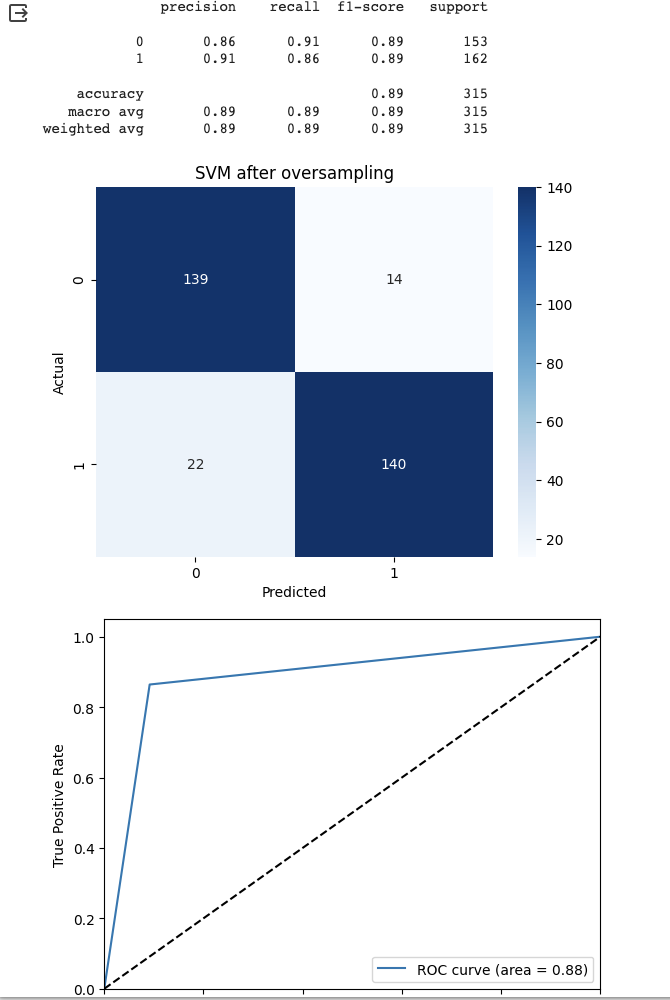 precision recall f1-score support
0 0.86 0.91 0.89 153
1 0.91 0.86 0.89 162
accuracy 0.89 315
macro avg 0.89 0.89 0.89 315
weighted avg 0.89 0.89 0.89 315
SVM after oversampling
140
139 14
0
120
100
Actual
80
60
22 140
1
40
20
0 1
Predicted
1.0
0.8
0.6
True Positive Rate
0.4
0.2
ROC curve (area = 0.88)
0.0